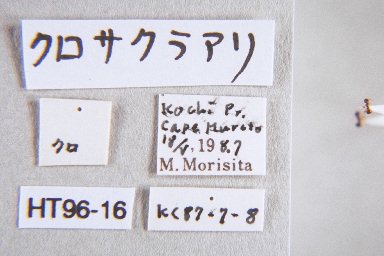 クロサクラアリ
クロ
Kochi Pr.
Cape Muroto
18/V, 1987
M. Morisita
HT96-16
KC87-7-8